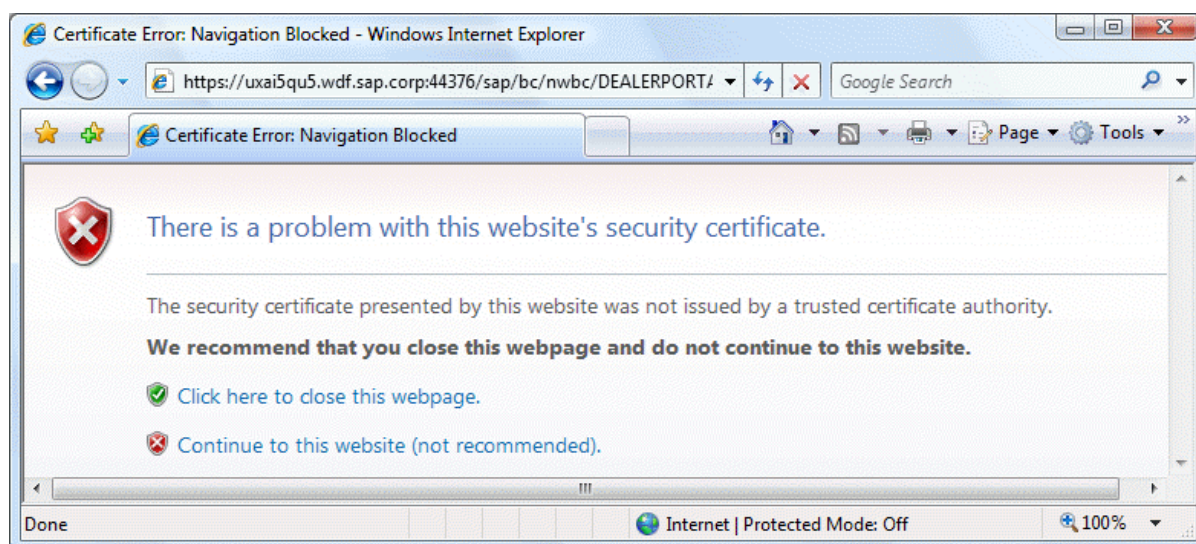 Certificate Error: Navigation Blocked - Windows Internet Explorer
https://uxai5qu5.wdf.sap.corp:44376/sap/bc/nwbc/DEALERPORT
Google Search
Certificate Error: Navigation Blocked
Page
Tools
There is a problem with this website's security certificate.
The security certificate presented by this website was not issued by a trusted certificate authority.
We recommend that you close this webpage and do not continue to this website.
Click here to close this webpage.
Continue to this website (not recommended).
Done
Internet | Protected Mode: Off
100%